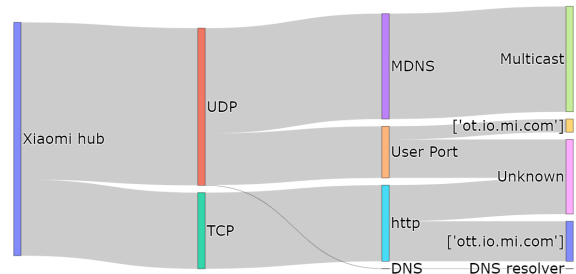 Xiaomi hub
UDP
TCP
MDNS
User Port
http
DNS
Multicast
['ot.io.mi.com']
Unknown
['ott.io.mi.com']
DNS resolver